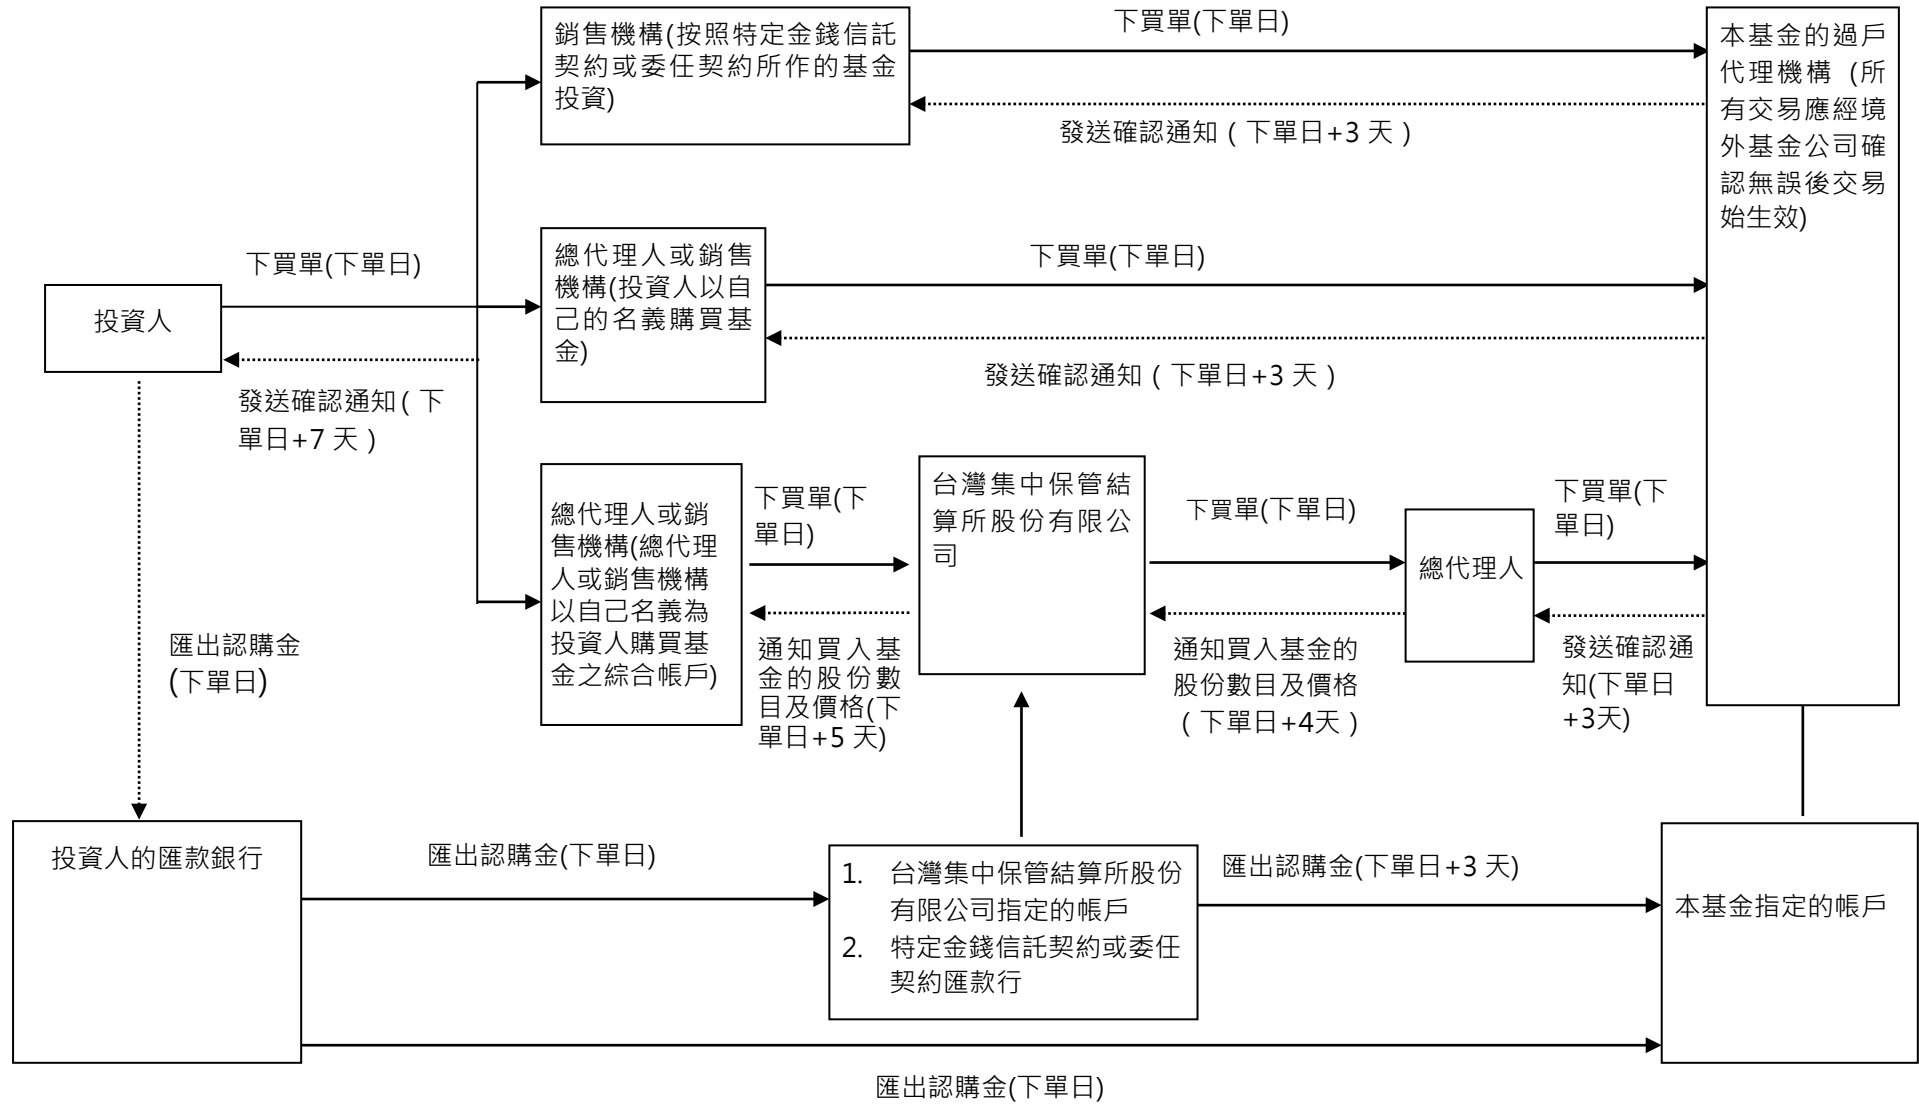 銷售機構(按照特定金錢信託
契約或委任契約所作的基金
投資)
下買單(下單日)
發送確認通知(下單日+3 天)
本基金的過戶
代理機構 (所
有交易應經境
外基金公司確
認無誤後交易
始生效)
投資人
下買單(下單日)
發送確認通知(下
單日+7 天)
總代理人或銷售
機構(投資人以自
己的名義購買基
金)
下買單(下單日)
發送確認通知(下單日+3 天)
總代理人或銷
售機構(總代理
人或銷售機構
以自己名義為
投資人購買基
金之綜合帳戶)
下買單(下
單日)
通知買入基
金的股份數
目及價格(下
單日+5 天)
台灣集中保管結
算所股份有限公
司
下買單(下單日)
通知買入基金的
股份數目及價格
(下單日+4天)
總代理人
下買單(下
單日)
發送確認通
知(下單日
+3天)
匯出認購金
(下單日)
投資人的匯款銀行
匯出認購金(下單日)
1. 台灣集中保管結算所股份
有限公司指定的帳戶
2. 特定金錢信託契約或委任
契約匯款行
匯出認購金(下單日+3 天)
本基金指定的帳戶
匯出認購金(下單日)